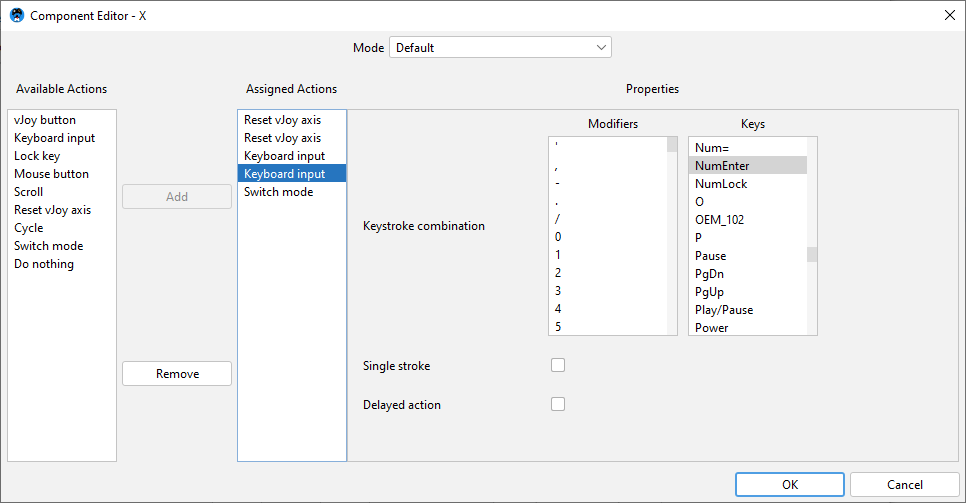 Component Editor - X
Mode Default
Available Actions
Assigned Actions
Properties
vJoy button
Keyboard input
Lock key
Mouse button
Scroll
Reset vJoy axis
Cycle
Switch mode
Do nothing
Add
Remove
Reset vJoy axis
Reset vJoy axis
Keyboard input
Keyboard input
Switch mode
Keystroke combination
Modifiers
'
,
-
.
/
0
1
2
3
4
5
Keys
Num=
NumEnter
NumLock
O
OEM_102
P
Pause
PgDn
PgUp
Play/Pause
Power
Single stroke
Delayed action
OK
Cancel